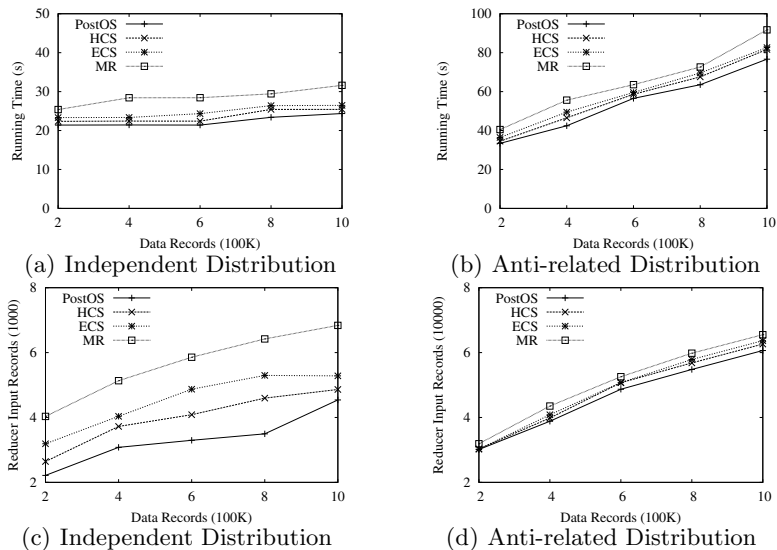 PostOS
HCS
ECS
MR
50
40
30
20
10
0
Running Time (s)
2 4 6 8 10
Data Records (100K)
(a) Independent Distribution
PostOS
HCS
ECS
MR
100
80
60
40
20
0
Running Time (s)
2 4 6 8 10
Data Records (100K)
(b) Anti-related Distribution
PostOS
HCS
ECS
MR
8
6
4
2
Reducer Input Records (1000)
2 4 6 8 10
Data Records (100K)
(c) Independent Distribution
PostOS
HCS
ECS
MR
8
6
4
2
Reducer Input Records (10000)
2 4 6 8 10
Data Records (100K)
(d) Anti-related Distribution